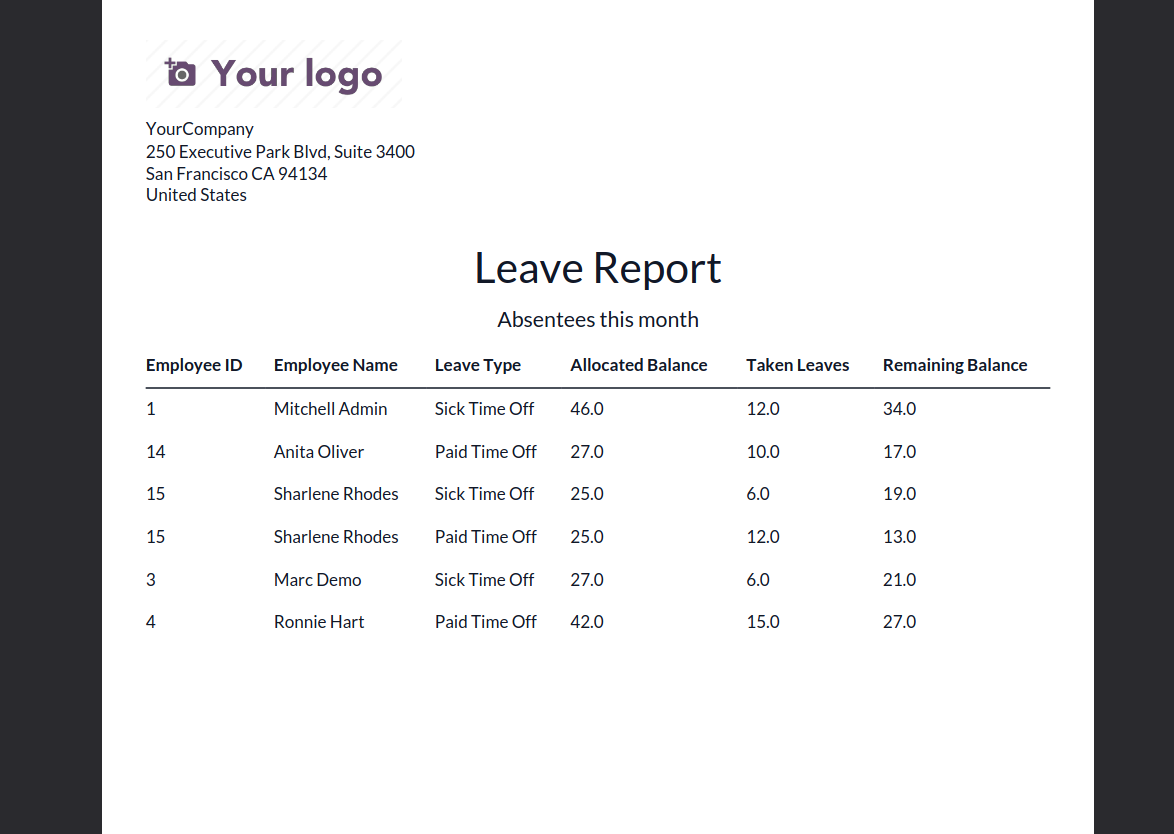 Your logo
YourCompany
250 Executive Park Blvd, Suite 3400
San Francisco CA 94134
United States
Leave Report
Absentees this month
Employee ID Employee Name Leave Type Allocated Balance Taken Leaves Remaining Balance
1 Mitchell Admin Sick Time Off 46.0 12.0 34.0
14 Anita Oliver Paid Time Off 27.0 10.0 17.0
15 Sharlene Rhodes Sick Time Off 25.0 6.0 19.0
15 Sharlene Rhodes Paid Time Off 25.0 12.0 13.0
3 Marc Demo Sick Time Off 27.0 6.0 21.0
4 Ronnie Hart Paid Time Off 42.0 15.0 27.0